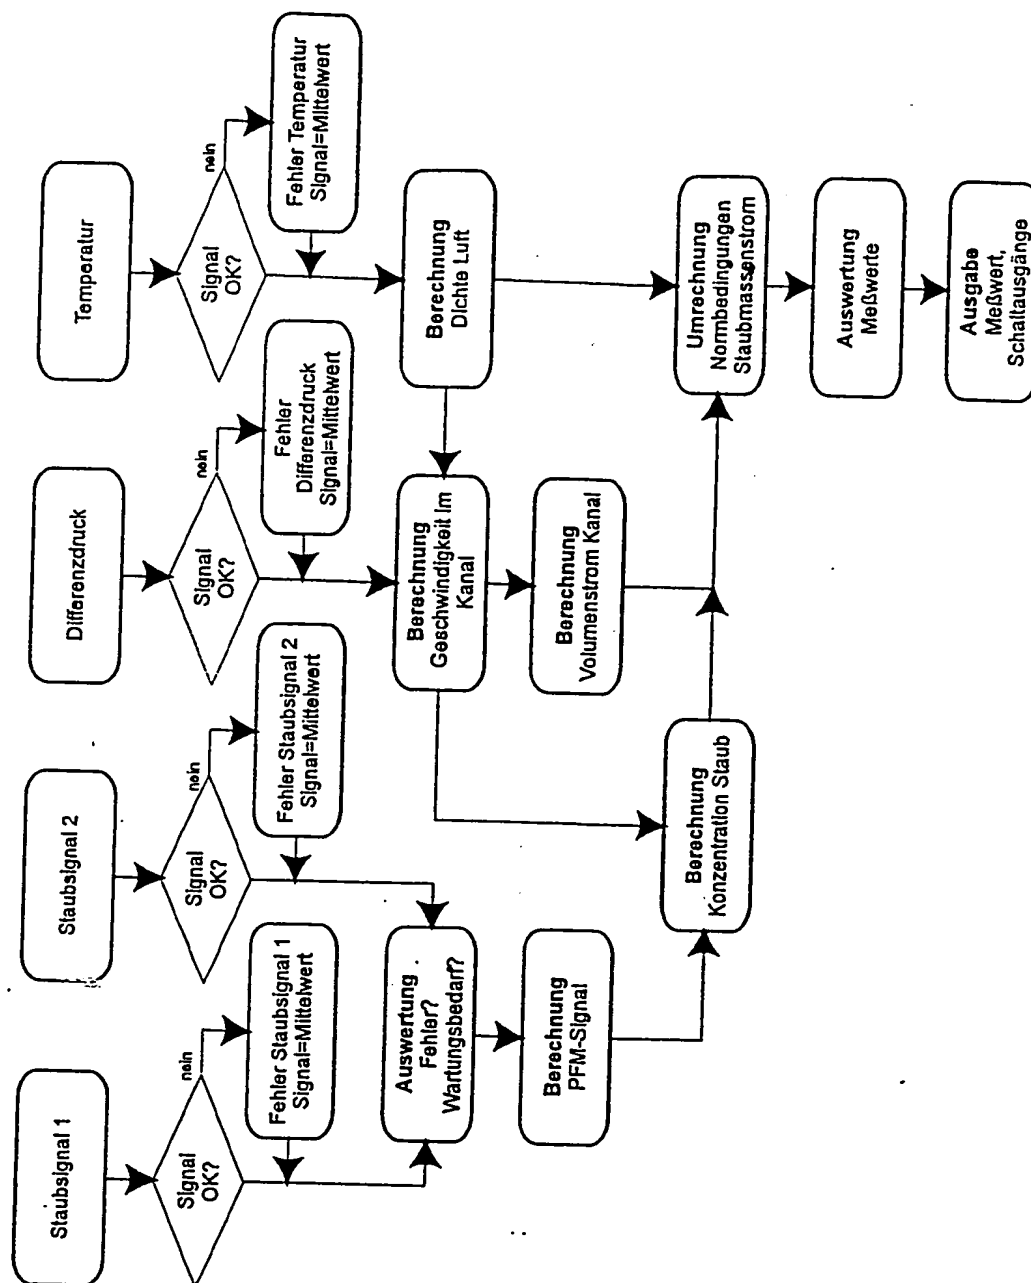 Staubsignal 1
Staubsignal 2
Differenzdruck
Temperatur
Signal
OK?
nein
Signal
OK?
nein
Signal
OK?
nein
Signal
OK?
nein
Fehler Staubsignal 1
Signal=Mittelwert
Fehler Staubsignal 2
Signal=Mittelwert
Fehler
Differenzdruck
Signal=Mittelwert
Fehler Temperatur
Signal=Mittelwert
Auswertung
Fehler?
Wartungsbedarf?
Berechnung
Geschwindigkeit im
Kanal
Berechnung
Dichte Luft
Berechnung
PFM-Signal
Berechnung
Volumenstrom Kanal
Berechnung
Konzentration Staub
Umrechnung
Normbedingungen
Staubmassenstrom
Auswertung
Meßwerte
Ausgabe
Meßwert,
Schaltausgänge